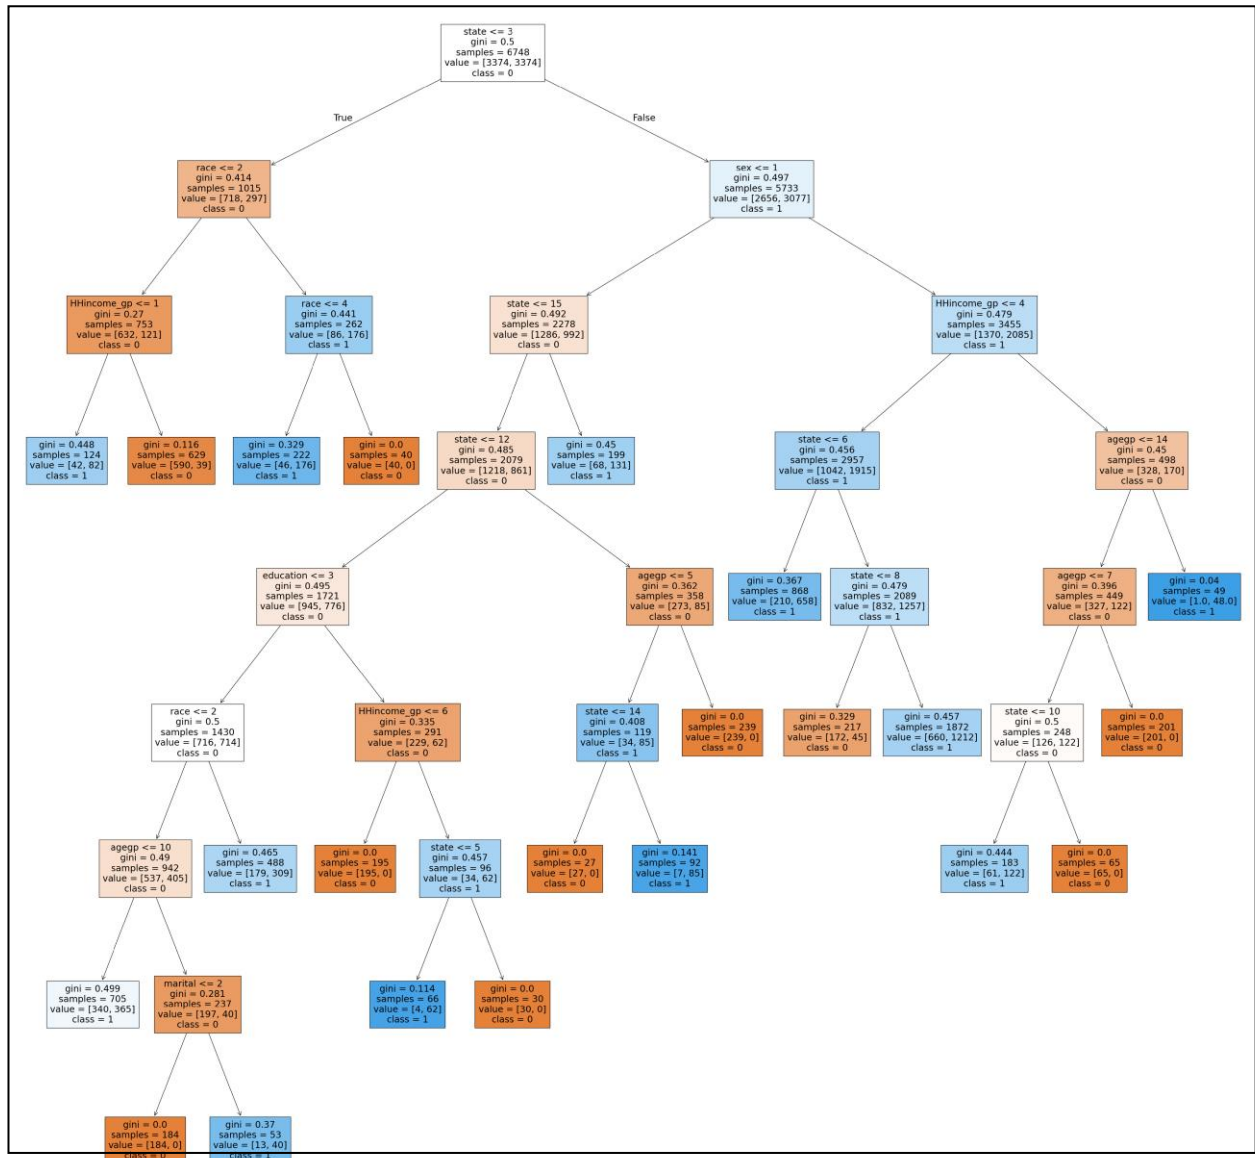 state <= 3
gini = 0.5
samples = 6748
value = [3374, 3374]
class = 0
True
False
race <= 2
gini = 0.414
samples = 1015
value = [718, 297]
class = 0
sex <= 1
gini = 0.497
samples = 5733
value = [2656, 3077]
class = 1
HHincome_gp <= 1
gini = 0.27
samples = 753
value = [632, 121]
class = 0
race <= 4
gini = 0.441
samples = 262
value = [86, 176]
class = 1
state <= 15
gini = 0.492
samples = 2278
value = [1286, 992]
class = 0
HHincome_gp <= 4
gini = 0.479
samples = 3455
value = [1370, 2085]
class = 1
gini = 0.448
samples = 124
value = [42, 82]
class = 1
gini = 0.116
samples = 629
value = [590, 39]
class = 0
gini = 0.329
samples = 222
value = [46, 176]
class = 1
gini = 0.0
samples = 40
value = [40, 0]
class = 0
state <= 12
gini = 0.485
samples = 2079
value = [1218, 861]
class = 0
gini = 0.45
samples = 199
value = [68, 131]
class = 1
state <= 6
gini = 0.456
samples = 2957
value = [1042, 1915]
class = 1
agegp <= 14
gini = 0.45
samples = 498
value = [328, 170]
class = 0
education <= 3
gini = 0.495
samples = 1721
value = [945, 776]
class = 0
agegp <= 5
gini = 0.362
samples = 358
value = [273, 85]
class = 0
gini = 0.367
samples = 868
value = [210, 658]
class = 1
state <= 8
gini = 0.479
samples = 2089
value = [832, 1257]
class = 1
agegp <= 7
gini = 0.396
samples = 449
value = [327, 122]
class = 0
gini = 0.04
samples = 49
value = [1.0, 48.0]
class = 1
race <= 2
gini = 0.5
samples = 1430
value = [716, 714]
class = 0
HHincome_gp <= 6
gini = 0.335
samples = 291
value = [229, 62]
class = 0
state <= 14
gini = 0.408
samples = 119
value = [34, 85]
class = 1
gini = 0.0
samples = 239
value = [239, 0]
class = 0
gini = 0.329
samples = 217
value = [172, 45]
class = 0
gini = 0.457
samples = 1872
value = [660, 1212]
class = 1
state <= 10
gini = 0.5
samples = 248
value = [126, 122]
class = 0
gini = 0.0
samples = 201
value = [201, 0]
class = 0
agegp <= 10
gini = 0.49
samples = 942
value = [537, 405]
class = 0
gini = 0.465
samples = 488
value = [179, 309]
class = 1
gini = 0.0
samples = 195
value = [195, 0]
class = 0
state <= 5
gini = 0.457
samples = 96
value = [34, 62]
class = 1
gini = 0.0
samples = 27
value = [27, 0]
class = 0
gini = 0.141
samples = 92
value = [7, 85]
class = 1
gini = 0.444
samples = 183
value = [61, 122]
class = 1
gini = 0.0
samples = 65
value = [65, 0]
class = 0
gini = 0.499
samples = 705
value = [340, 365]
class = 1
marital <= 2
gini = 0.281
samples = 237
value = [197, 40]
class = 0
gini = 0.114
samples = 66
value = [4, 62]
class = 1
gini = 0.0
samples = 30
value = [30, 0]
class = 0
gini = 0.0
samples = 184
value = [184, 0]
class = 0
gini = 0.37
samples = 53
value = [13, 40]
class = 1